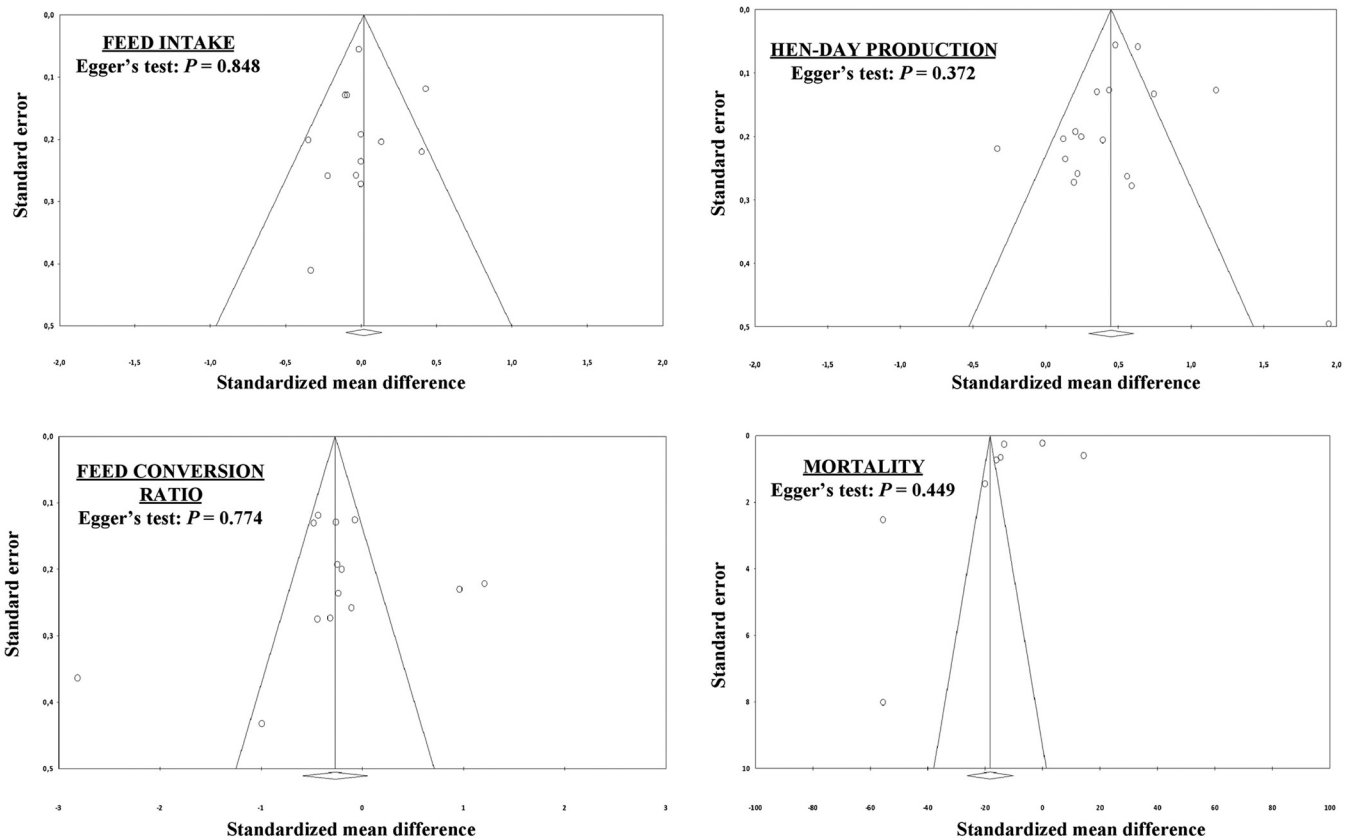 FEED INTAKE
Egger's test: P = 0.848
Standard error
0,0
0,1
0,2
0,3
0,4
0,5
-2,0 -1,5 -1,0 -0,5 0,0 0,5 1,0 1,5 2,0
Standardized mean difference
HEN-DAY PRODUCTION
Egger's test: P = 0.372
Standard error
0,0
0,1
0,2
0,3
0,4
0,5
-2,0 -1,5 -1,0 -0,5 0,0 0,5 1,0 1,5 2,0
Standardized mean difference
FEED CONVERSION
RATIO
Egger's test: P = 0.774
Standard error
0,0
0,1
0,2
0,3
0,4
0,5
-3 -2 -1 0 1 2 3
Standardized mean difference
MORTALITY
Egger's test: P = 0.449
Standard error
0
2
4
6
8
10
-100 -80 -60 -40 -20 0 20 40 60 80 100
Standardized mean difference